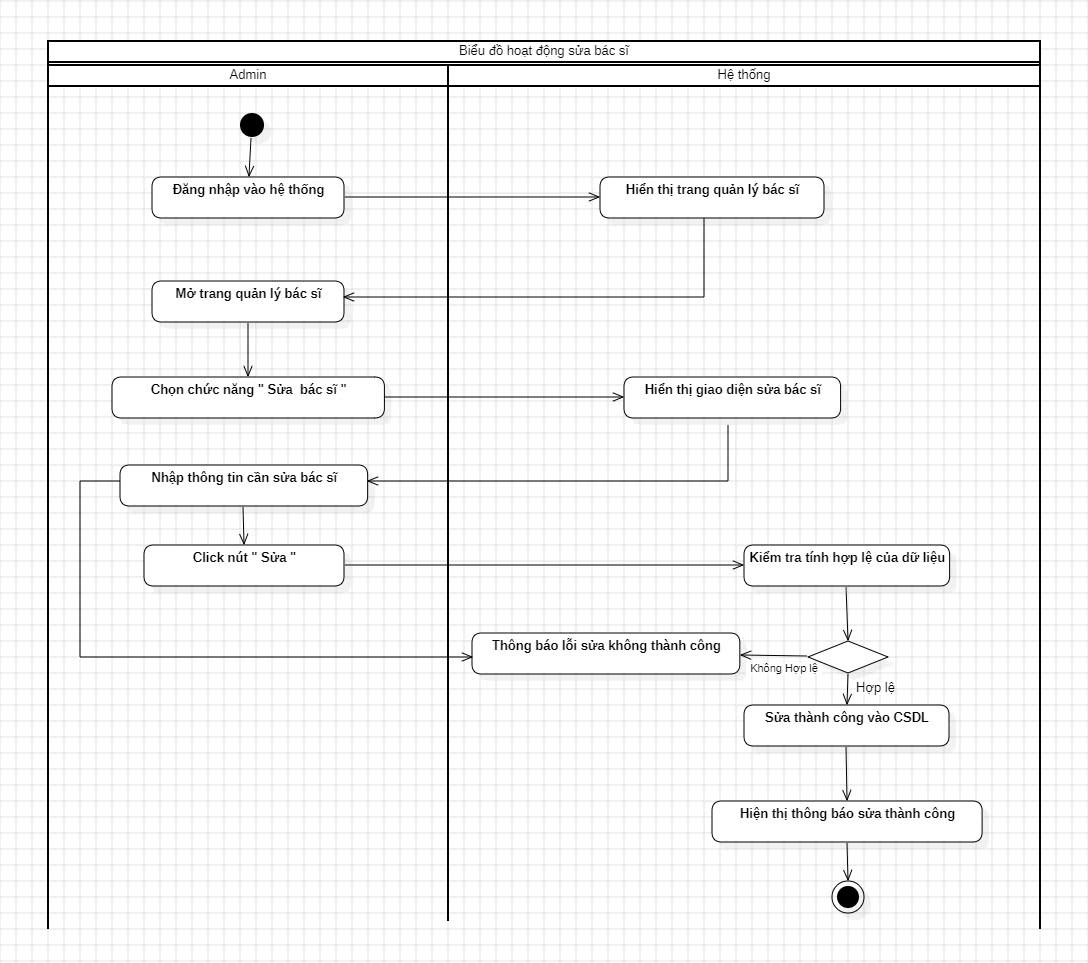 Biểu đồ hoạt động sửa bác sĩ
Admin
Hệ thống
Đăng nhập vào hệ thống
Hiển thị trang quản lý bác sĩ
Mở trang quản lý bác sĩ
Chọn chức năng " Sửa  bác sĩ "
Hiển thị giao diện sửa bác sĩ
Nhập thông tin cần sửa bác sĩ
Click nút " Sửa "
Kiểm tra tính hợp lệ của dữ liệu
Thông báo lỗi sửa không thành công
Không Hợp lệ
Hợp lệ
Sửa thành công vào CSDL
Hiện thị thông báo sửa thành công